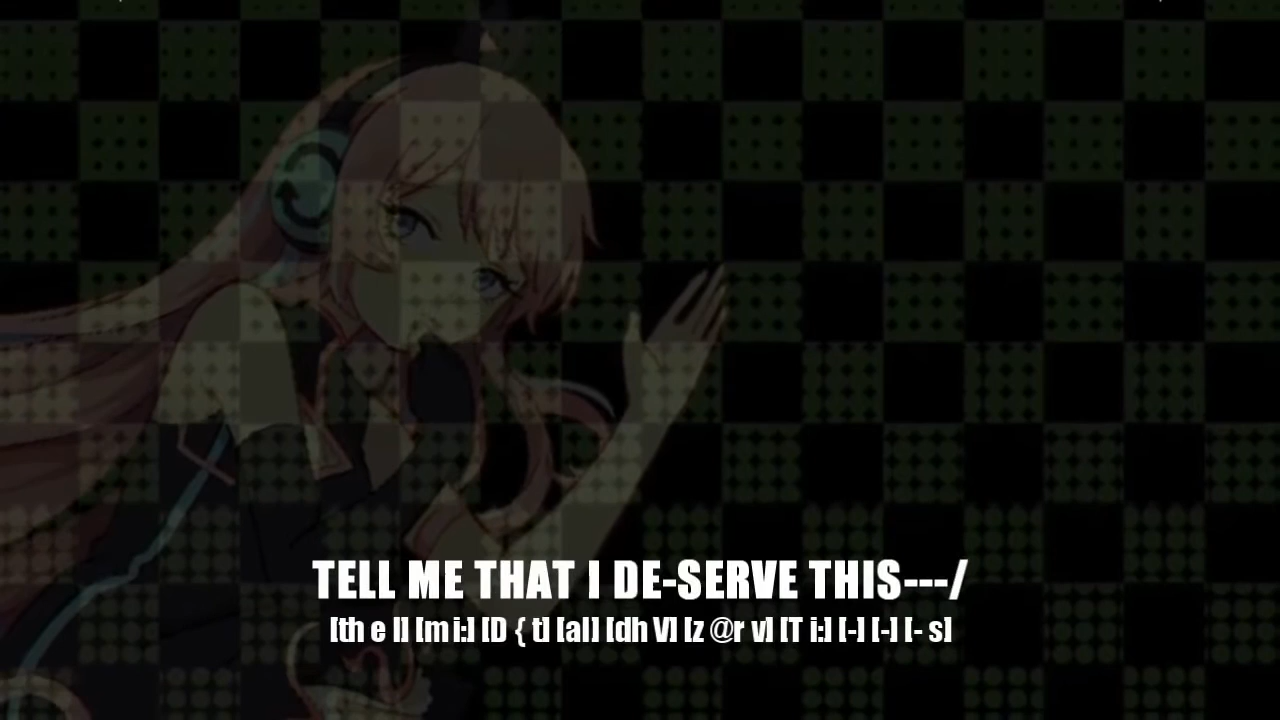 TELL ME THAT I DE-SERVE THIS---/
[th e l] [m i:] [D { t] [aI] [dh V] [z @r v] [T i:] [-] [-] [- s]